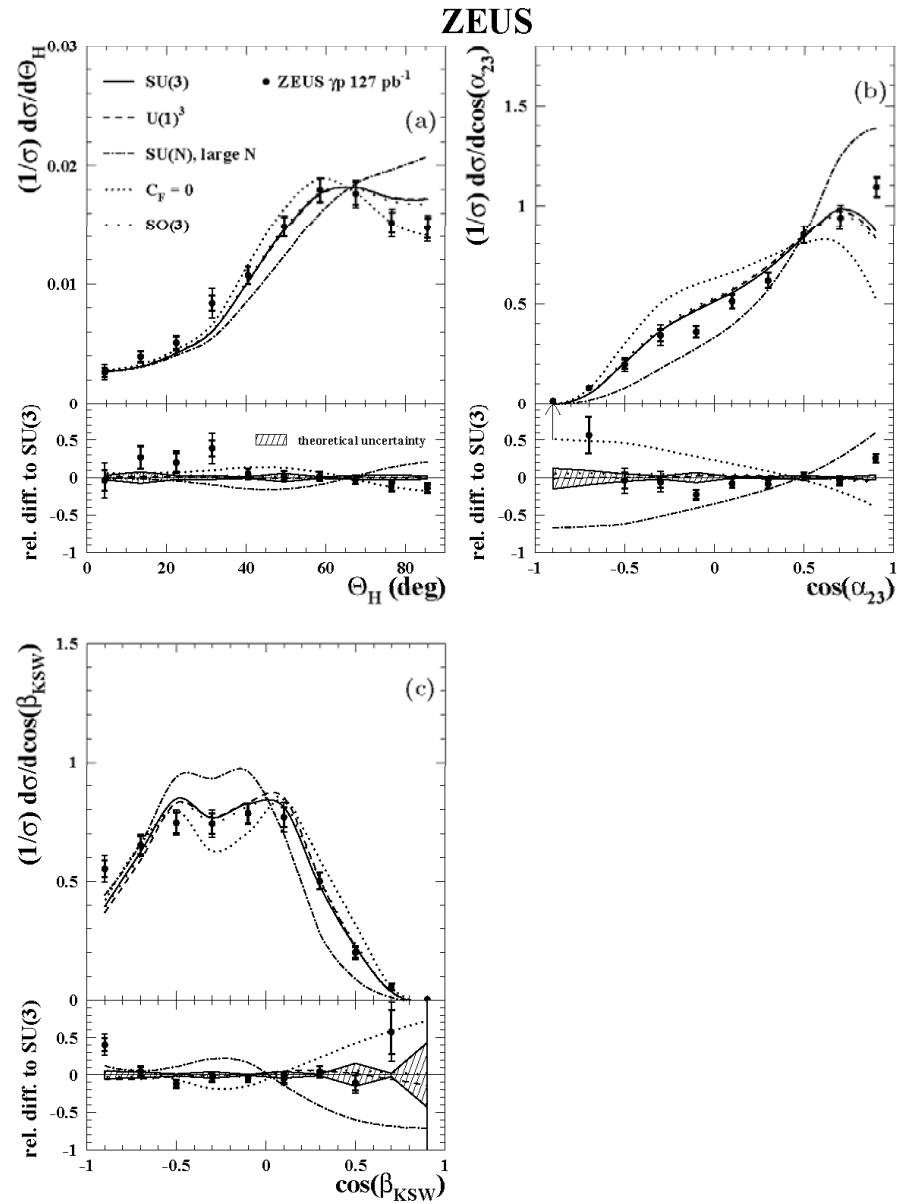 ZEUS
(1/σ) dσ/dΘ_H
0.03
0.02
0.01
0
SU(3)
U(1)³
SU(N), large N
C_F = 0
SO(3)
ZEUS γp 127 pb⁻¹
(a)
rel. diff. to SU(3)
0.5
0
-0.5
-1
theoretical uncertainty
0 20 40 60 80
Θ_H (deg)
(1/σ) dσ/dcos(α₂₃)
1.5
1
0.5
0
(b)
rel. diff. to SU(3)
0.5
0
-0.5
-1
-1 -0.5 0 0.5 1
cos(α₂₃)
(1/σ) dσ/dcos(β_KSW)
1.5
1
0.5
0
(c)
rel. diff. to SU(3)
0.5
0
-0.5
-1
-1 -0.5 0 0.5 1
cos(β_KSW)